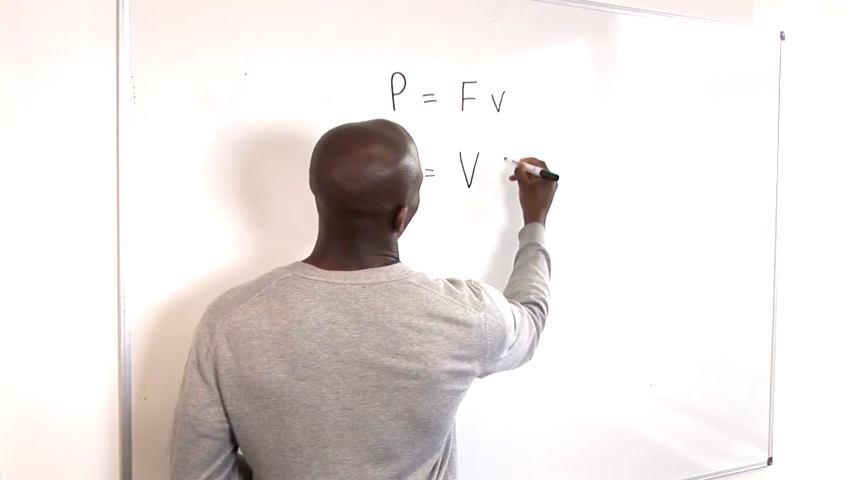 P = F v
= V